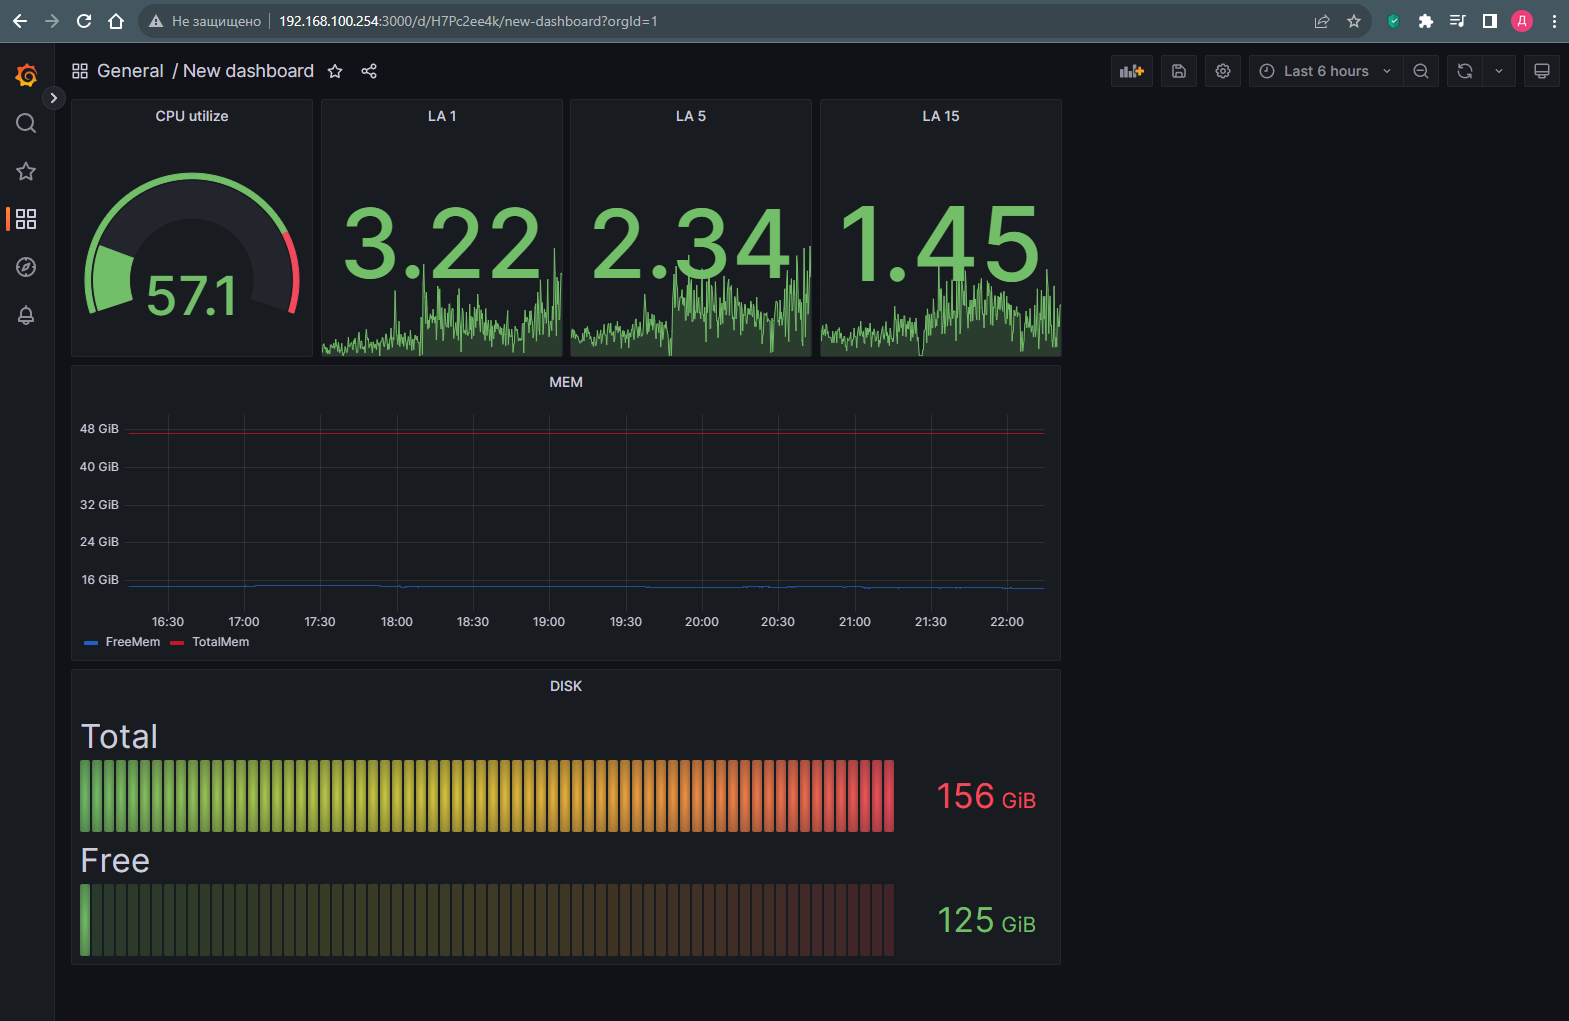 Не защищено 192.168.100.254:3000/d/H7Pc2ee4k/new-dashboard?orgId=1
Д
General / New dashboard
Last 6 hours
CPU utilize
57.1
LA 1
3.22
LA 5
2.34
LA 15
1.45
MEM
48 GiB
40 GiB
32 GiB
24 GiB
16 GiB
16:30 17:00 17:30 18:00 18:30 19:00 19:30 20:00 20:30 21:00 21:30 22:00
FreeMem TotalMem
DISK
Total
156 GiB
Free
125 GiB